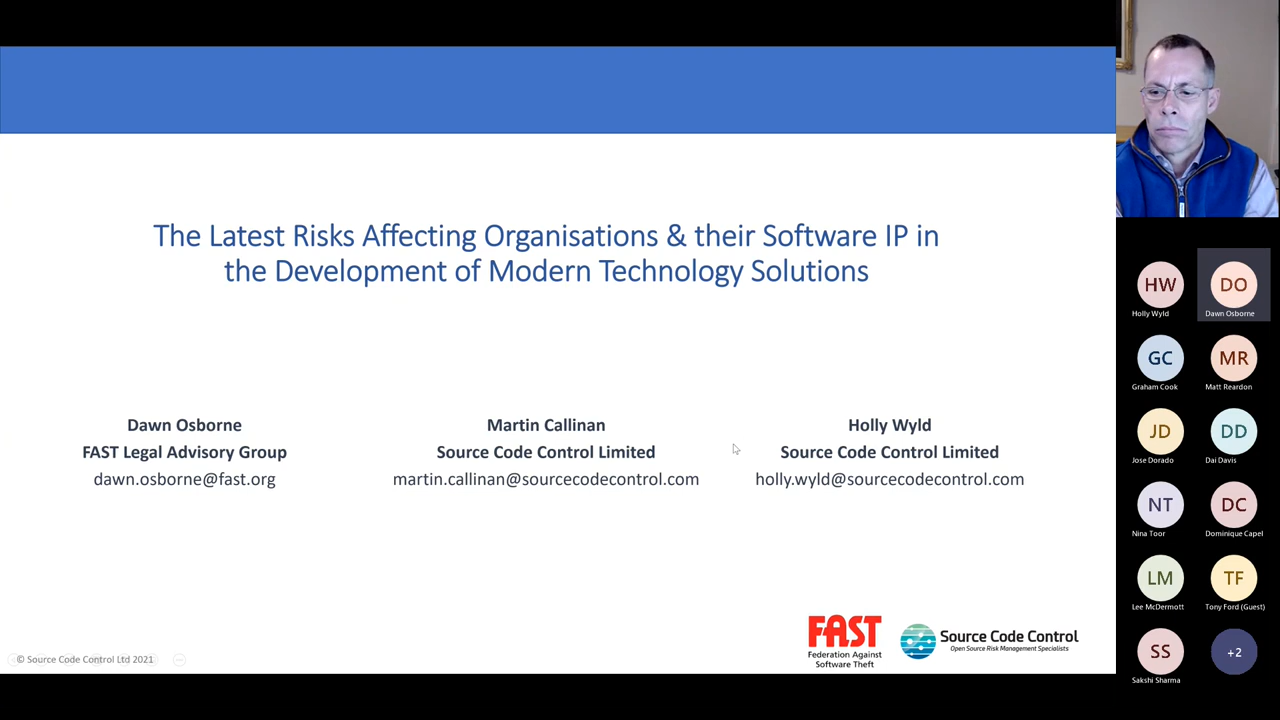 The Latest Risks Affecting Organisations & their Software IP in
the Development of Modern Technology Solutions
Dawn Osborne
FAST Legal Advisory Group
dawn.osborne@fast.org
Martin Callinan
Source Code Control Limited
martin.callinan@sourcecodecontrol.com
Holly Wyld
Source Code Control Limited
holly.wyld@sourcecodecontrol.com
FAST
Federation Against
Software Theft
Source Code Control
Open Source Risk Management Specialists
© Source Code Control Ltd 2021
HW
Holly Wyld
DO
Dawn Osborne
GC
Graham Cook
MR
Matt Reardon
JD
Jose Dorado
DD
Dai Davis
NT
Nina Toor
DC
Dominique Capel
LM
Lee McDermott
TF
Tony Ford (Guest)
SS
Sakshi Sharma
+2